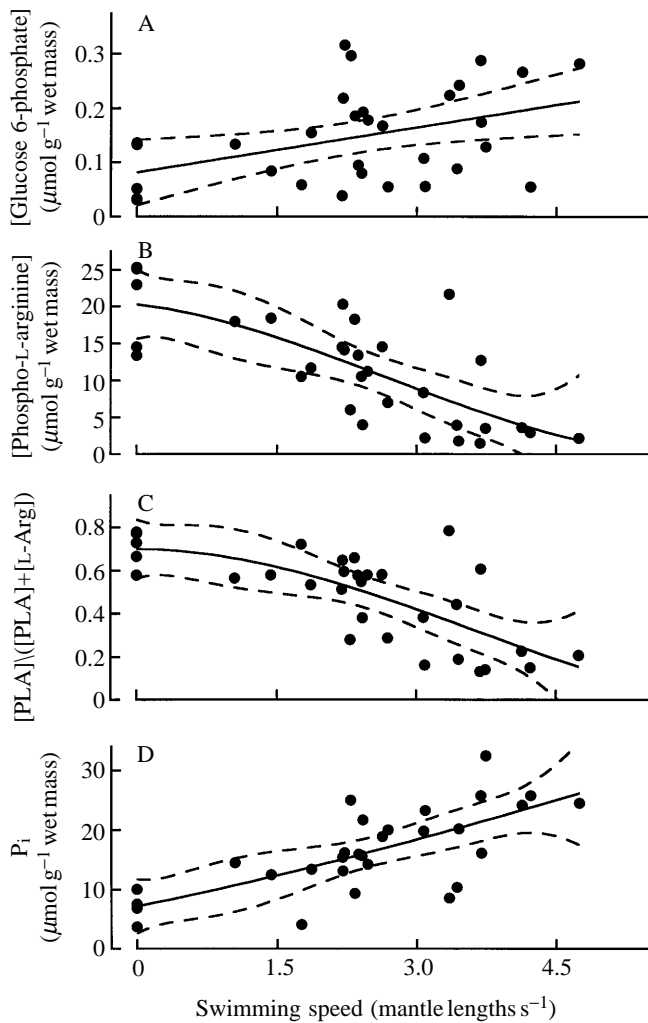 A
[Glucose 6-phosphate]
(μmol g⁻¹ wet mass)
0.3
0.2
0.1
0
B
[Phospho-L-arginine]
(μmol g⁻¹ wet mass)
25
20
15
10
5
0
C
[PLA]\([PLA]+[L-Arg])
0.8
0.6
0.4
0.2
0
D
Pi
(μmol g⁻¹ wet mass)
30
20
10
0
0 1.5 3.0 4.5
Swimming speed (mantle lengths s⁻¹)